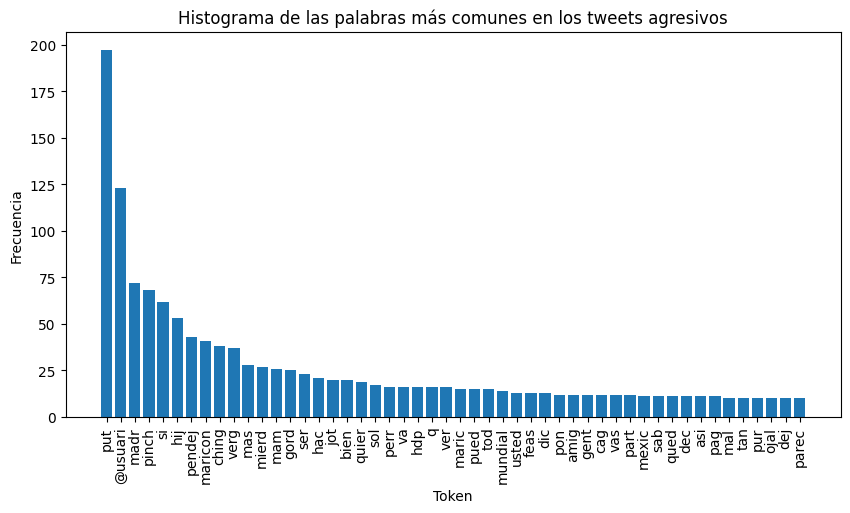 Histograma de las palabras más comunes en los tweets agresivos
Frecuencia
200
175
150
125
100
75
50
25
0
put
@usuari
madr
pinch
si
hij
pendej
maricon
ching
verg
mas
mierd
mam
gord
ser
hac
jot
bien
quier
sol
perr
va
hdp
q
ver
maric
pued
tod
mundial
usted
feas
dic
pon
amig
gent
cag
vas
part
mexic
sab
qued
dec
asi
pag
mal
tan
pur
ojal
dej
parec
Token